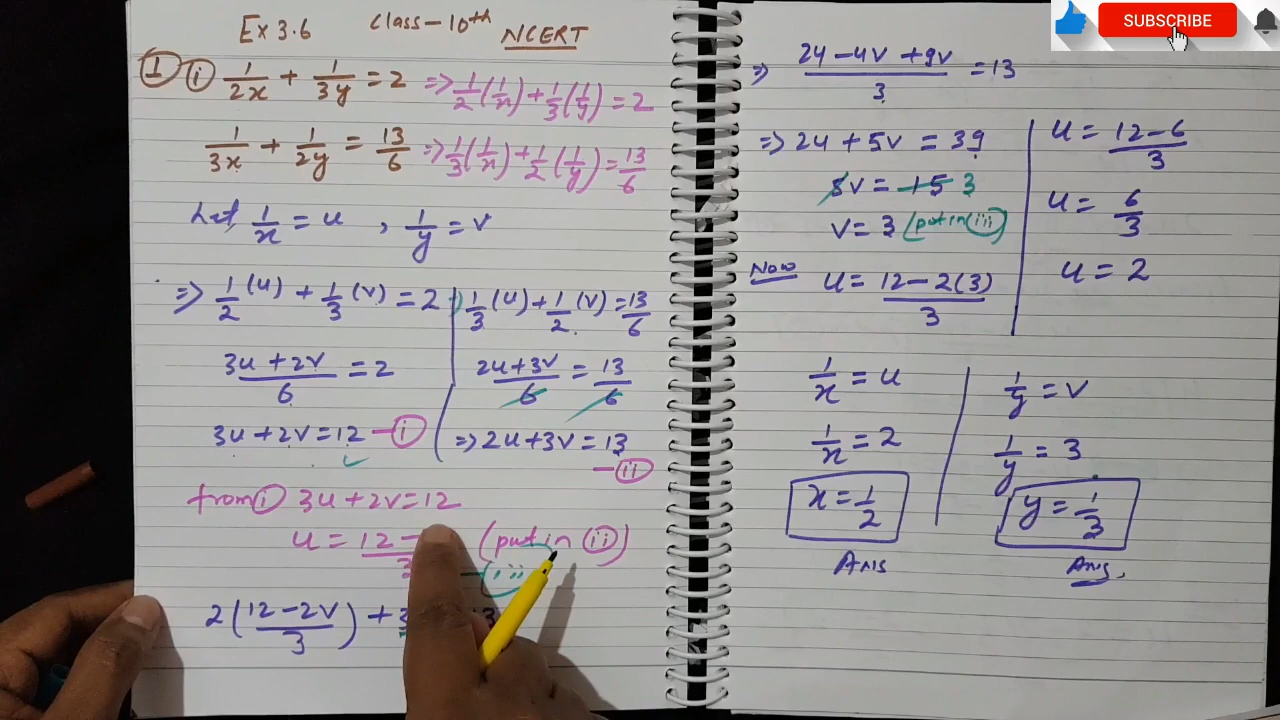 Ex 3.6 Class-10th NCERT
① ⓘ 1/2x + 1/3y = 2 => 1/2(1/x) + 1/3(1/y) = 2
1/3x + 1/2y = 13/6 => 1/3(1/x) + 1/2(1/y) = 13/6
Let, 1/x = u , 1/y = v
=> 1/2(u) + 1/3(v) = 2
3u + 2v/6 = 2
3u + 2v = 12 — ⓘ
1/3(u) + 1/2(v) = 13/6
2u+3v/6 = 13/6
=> 2u + 3v = 13
— (ii)
from ⓘ 3u + 2v = 12
u = 12 - (put in (ii))
(iii
2(12 - 2v/3) +
=> 24 - 4v + 9v/3 = 13
=> 24 + 5v = 39
5v = 15 3
v = 3 (put in (iii))
Now u = 12 - 2(3)/3
u = 12 - 6/3
u = 6/3
u = 2
1/x = u
1/x = 2
x = 1/2
Ans
1/y = v
1/y = 3
y = 1/3
Ans.
SUBSCRIBE